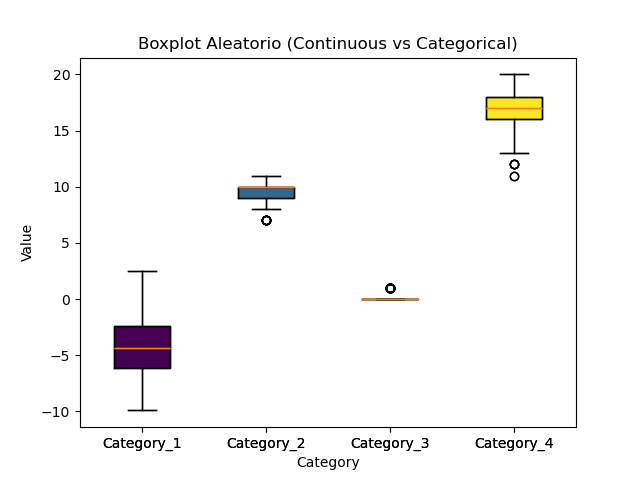 Boxplot Aleatorio (Continuous vs Categorical)
20
15
10
5
0
−5
−10
Value
Category_1 Category_2 Category_3 Category_4
Category